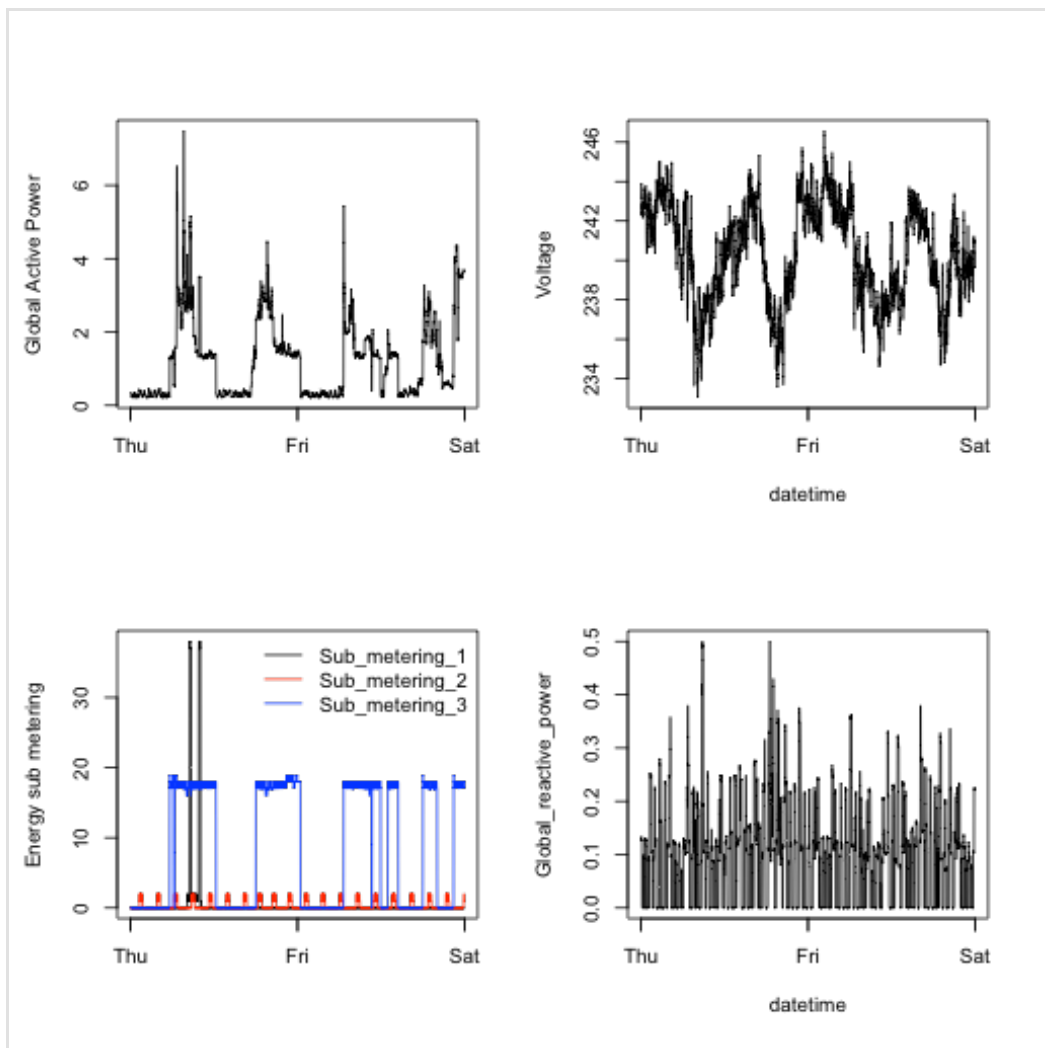 Global Active Power
6
4
2
0
Thu Fri Sat
Voltage
246
242
238
234
Thu Fri Sat
datetime
Energy sub metering
30
20
10
0
Sub_metering_1
Sub_metering_2
Sub_metering_3
Thu Fri Sat
Global_reactive_power
0.5
0.4
0.3
0.2
0.1
0.0
Thu Fri Sat
datetime